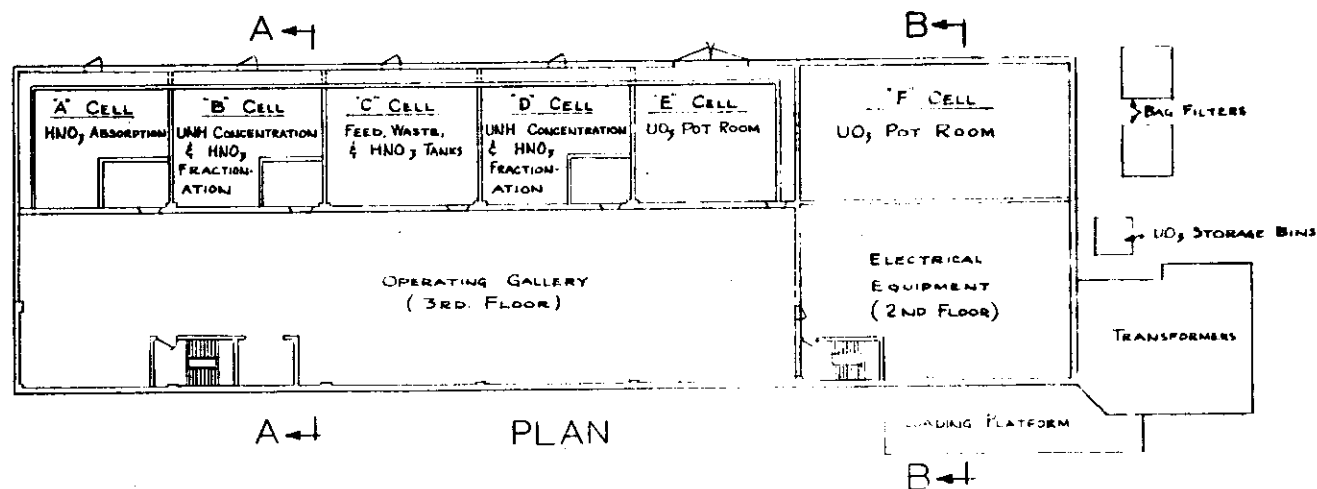 A
B
"A" CELL
HNO3 ABSORPTION
"B" CELL
UNH CONCENTRATION
& HNO3
FRACTION-
ATION
"C" CELL
FEED, WASTE,
& HNO3 TANKS
"D" CELL
UNH CONCENTRATION
& HNO3
FRACTION-
ATION
"E" CELL
UO3 POT ROOM
"F" CELL
UO3 POT ROOM
BAG FILTERS
UO3 STORAGE BINS
OPERATING GALLERY
(3RD. FLOOR)
ELECTRICAL
EQUIPMENT
(2ND FLOOR)
TRANSFORMERS
A
PLAN
LOADING PLATFORM
B